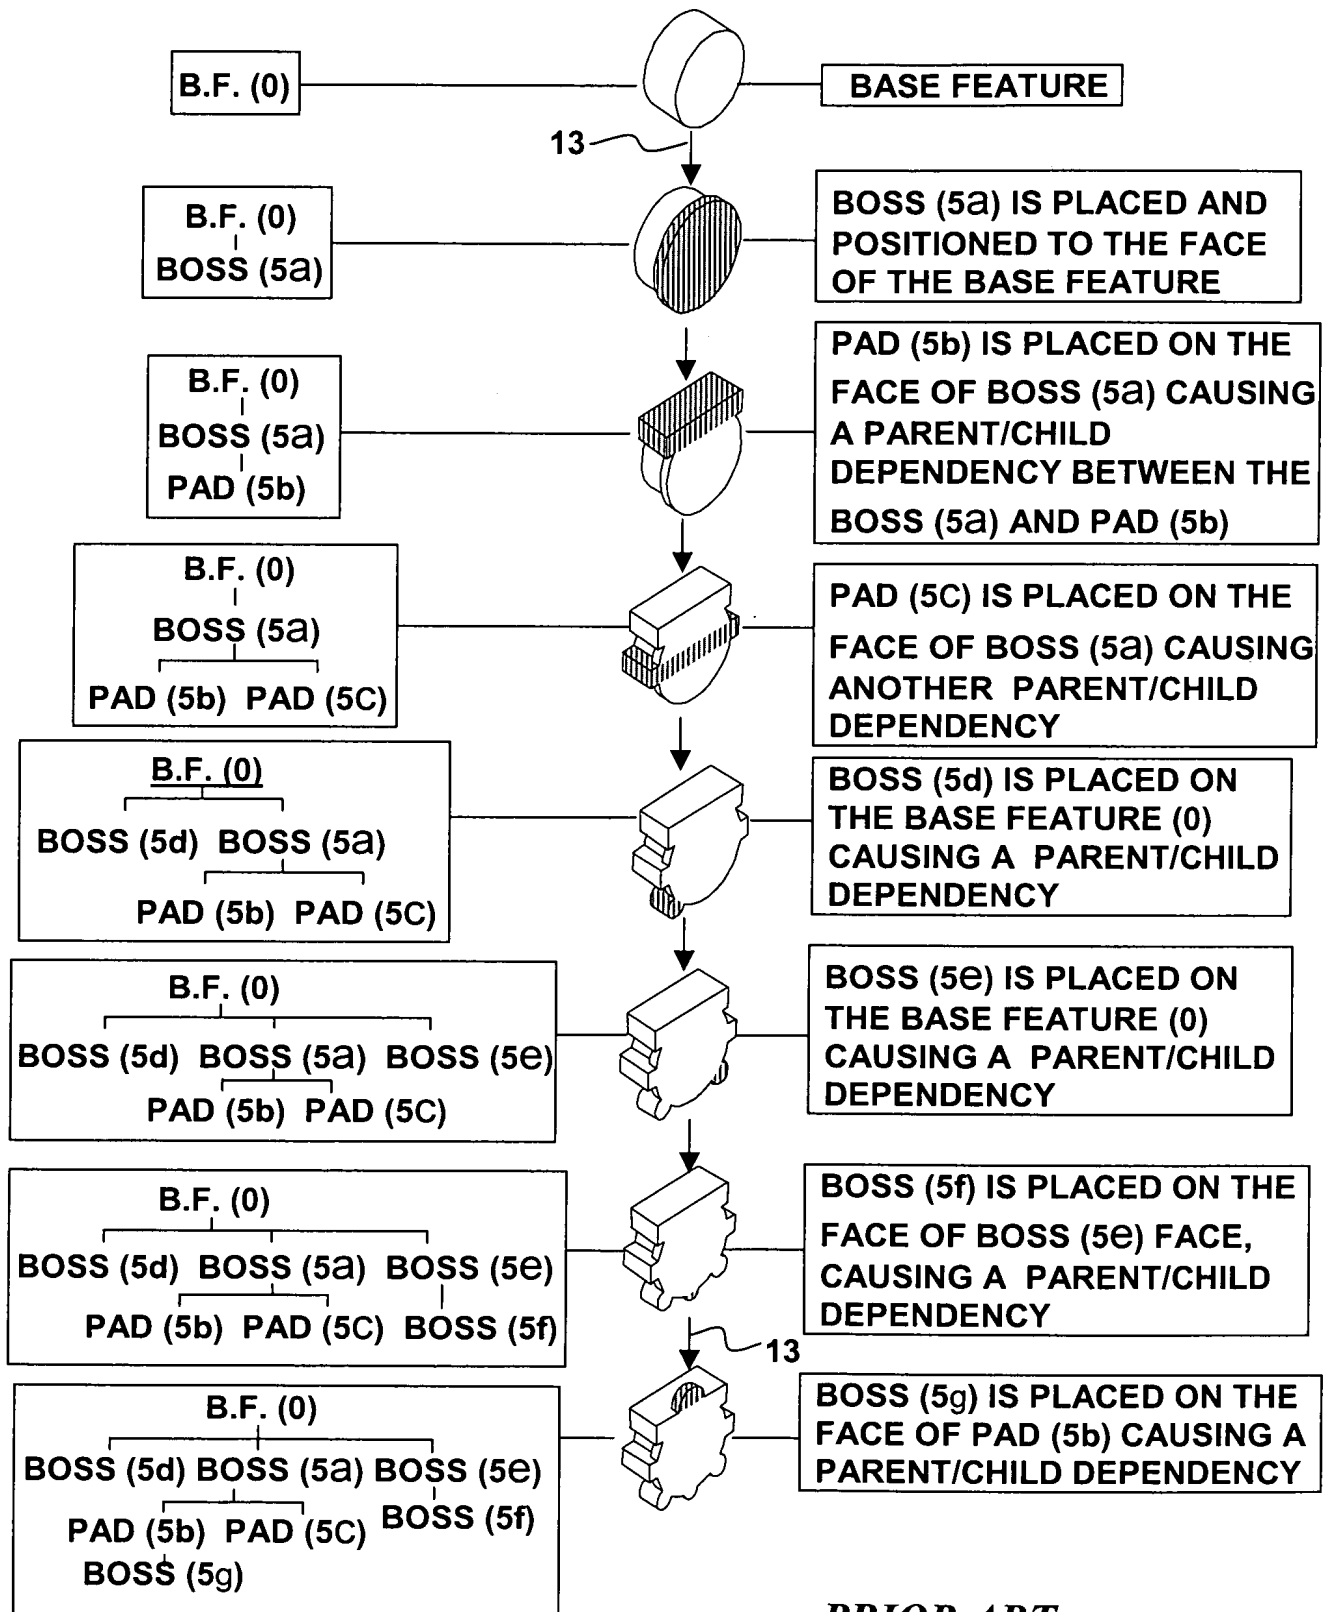 B.F. (0)
BASE FEATURE
13
B.F. (0)
BOSS (5a)
BOSS (5a) IS PLACED AND
POSITIONED TO THE FACE
OF THE BASE FEATURE
B.F. (0)
BOSS (5a)
PAD (5b)
PAD (5b) IS PLACED ON THE
FACE OF BOSS (5a) CAUSING
A PARENT/CHILD
DEPENDENCY BETWEEN THE
BOSS (5a) AND PAD (5b)
B.F. (0)
BOSS (5a)
PAD (5b) PAD (5C)
PAD (5C) IS PLACED ON THE
FACE OF BOSS (5a) CAUSING
ANOTHER PARENT/CHILD
DEPENDENCY
B.F. (0)
BOSS (5d) BOSS (5a)
PAD (5b) PAD (5C)
BOSS (5d) IS PLACED ON
THE BASE FEATURE (0)
CAUSING A PARENT/CHILD
DEPENDENCY
B.F. (0)
BOSS (5d) BOSS (5a) BOSS (5e)
PAD (5b) PAD (5C)
BOSS (5e) IS PLACED ON
THE BASE FEATURE (0)
CAUSING A PARENT/CHILD
DEPENDENCY
B.F. (0)
BOSS (5d) BOSS (5a) BOSS (5e)
PAD (5b) PAD (5C) BOSS (5f)
BOSS (5f) IS PLACED ON THE
FACE OF BOSS (5e) FACE,
CAUSING A PARENT/CHILD
DEPENDENCY
13
B.F. (0)
BOSS (5d) BOSS (5a) BOSS (5e)
PAD (5b) PAD (5C) BOSS (5f)
BOSS (5g)
BOSS (5g) IS PLACED ON THE
FACE OF PAD (5b) CAUSING A
PARENT/CHILD DEPENDENCY
PRIOR ART